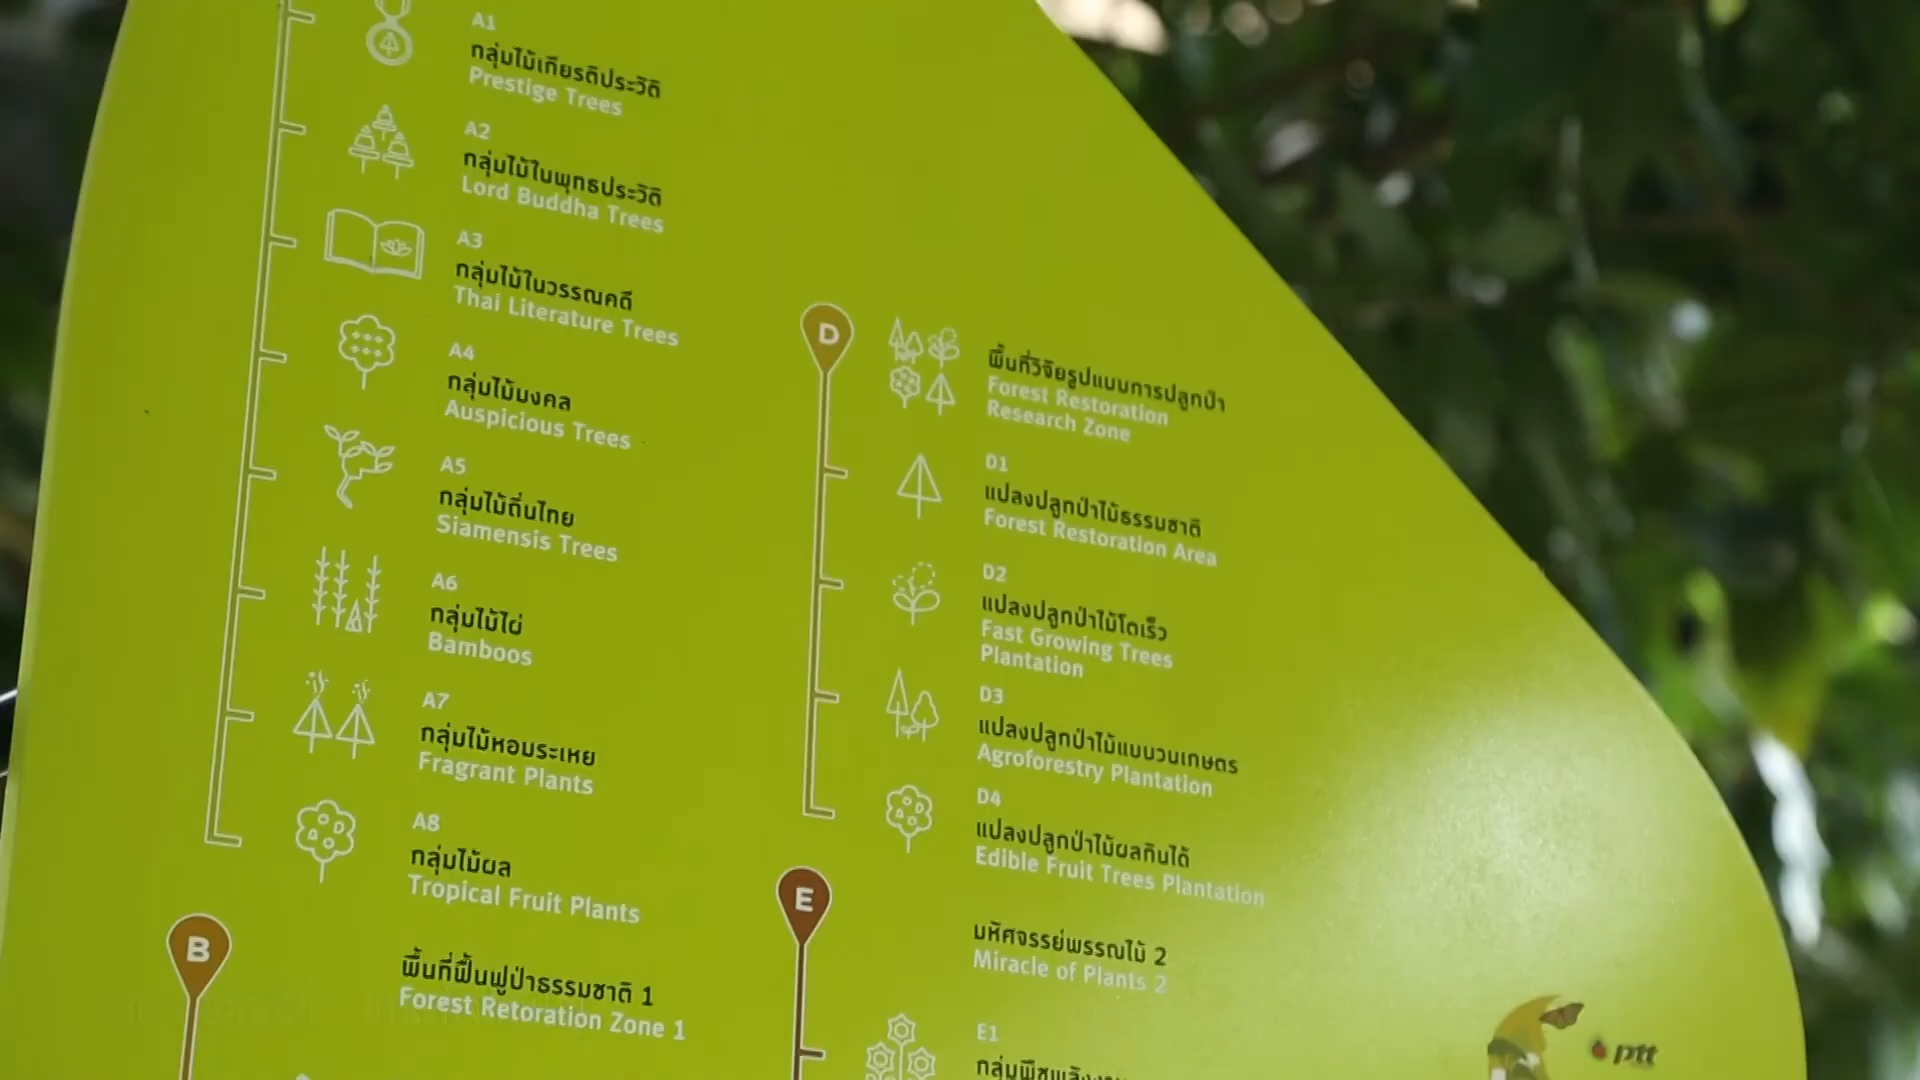 A1
กลุ่มไม้เกียรติประวัติ
Prestige Trees
A2
กลุ่มไม้ในพุทธประวัติ
Lord Buddha Trees
A3
กลุ่มไม้ในวรรณคดี
Thai Literature Trees
A4
กลุ่มไม้มงคล
Auspicious Trees
A5
กลุ่มไม้ถิ่นไทย
Siamensis Trees
A6
กลุ่มไม้ไผ่
Bamboos
A7
กลุ่มไม้หอมระเหย
Fragrant Plants
A8
กลุ่มไม้ผล
Tropical Fruit Plants
B
พื้นที่ฟื้นฟูป่าธรรมชาติ 1
Forest Retoration Zone 1
D
พื้นที่วิจัยรูปแบบการปลูกป่า
Forest Restoration
Research Zone
D1
แปลงปลูกป่าไม้ธรรมชาติ
Forest Restoration Area
D2
แปลงปลูกป่าไม้โตเร็ว
Fast Growing Trees
Plantation
D3
แปลงปลูกป่าไม้แบบวนเกษตร
Agroforestry Plantation
D4
แปลงปลูกป่าไม้ผลกินได้
Edible Fruit Trees Plantation
E
มหัศจรรย์พรรณไม้ 2
Miracle of Plants 2
E1
ptt